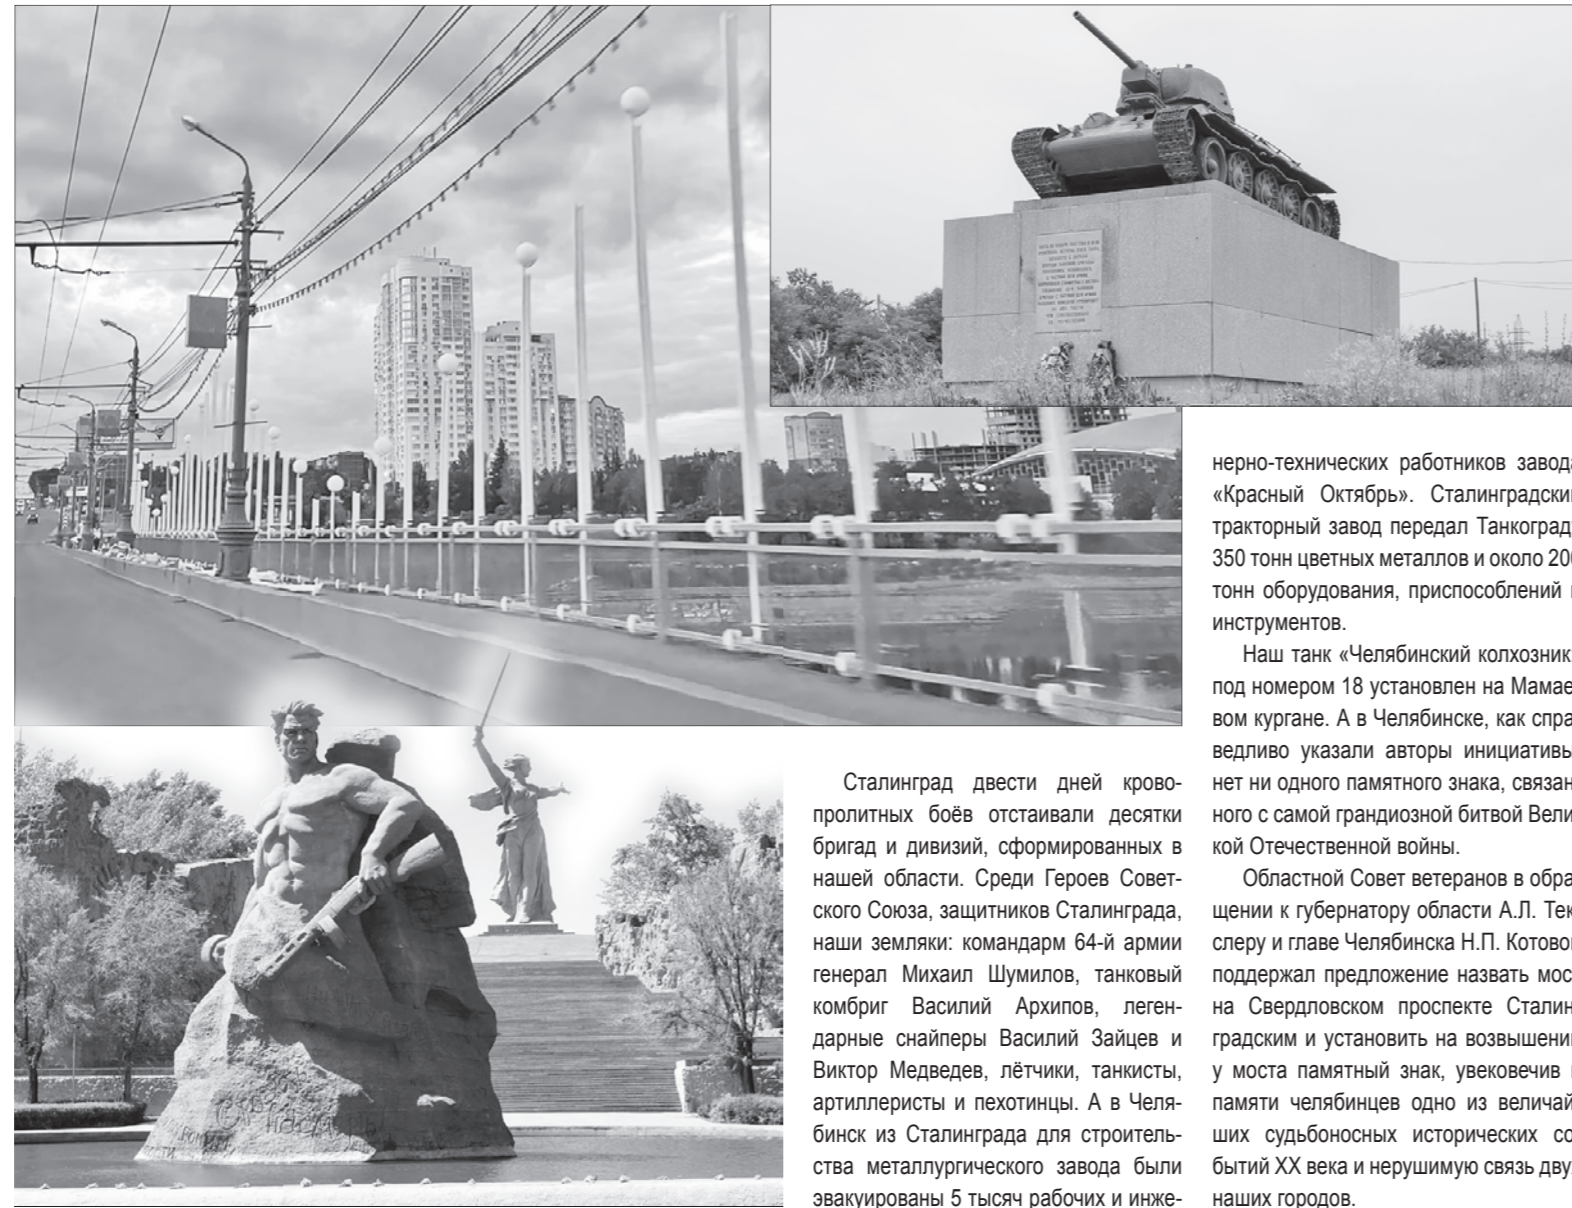 Сталинград двести дней крово-
пролитных боёв отстаивали десятки
бригад и дивизий, сформированных в
нашей области. Среди Героев Совет-
ского Союза, защитников Сталинграда,
наши земляки: командарм 64-й армии
генерал Михаил Шумилов, танковый
комбриг Василий Архипов, леген-
дарные снайперы Василий Зайцев и
Виктор Медведев, лётчики, танкисты,
артиллеристы и пехотинцы. А в Челя-
бинск из Сталинграда для строитель-
ства металлургического завода были
эвакуированы 5 тысяч рабочих и инже-
нерно-технических работников завода
«Красный Октябрь». Сталинградски
тракторный завод передал Танкоград
350 тонн цветных металлов и около 200
тонн оборудования, приспособлений
инструментов.
Наш танк «Челябинский колхозник»
под номером 18 установлен на Мамае
вом кургане. А в Челябинске, как спра
ведливо указали авторы инициативы
нет ни одного памятного знака, связан
ного с самой грандиозной битвой Вели
кой Отечественной войны.
Областной Совет ветеранов в обра
щении к губернатору области А.Л. Тек
слеру и главе Челябинска Н.П. Котовой
поддержал предложение назвать мос
на Свердловском проспекте Сталин
градским и установить на возвышении
у моста памятный знак, увековечив
памяти челябинцев одно из величай
ших судьбоносных исторических со
бытий XX века и нерушимую связь двух
наших городов.